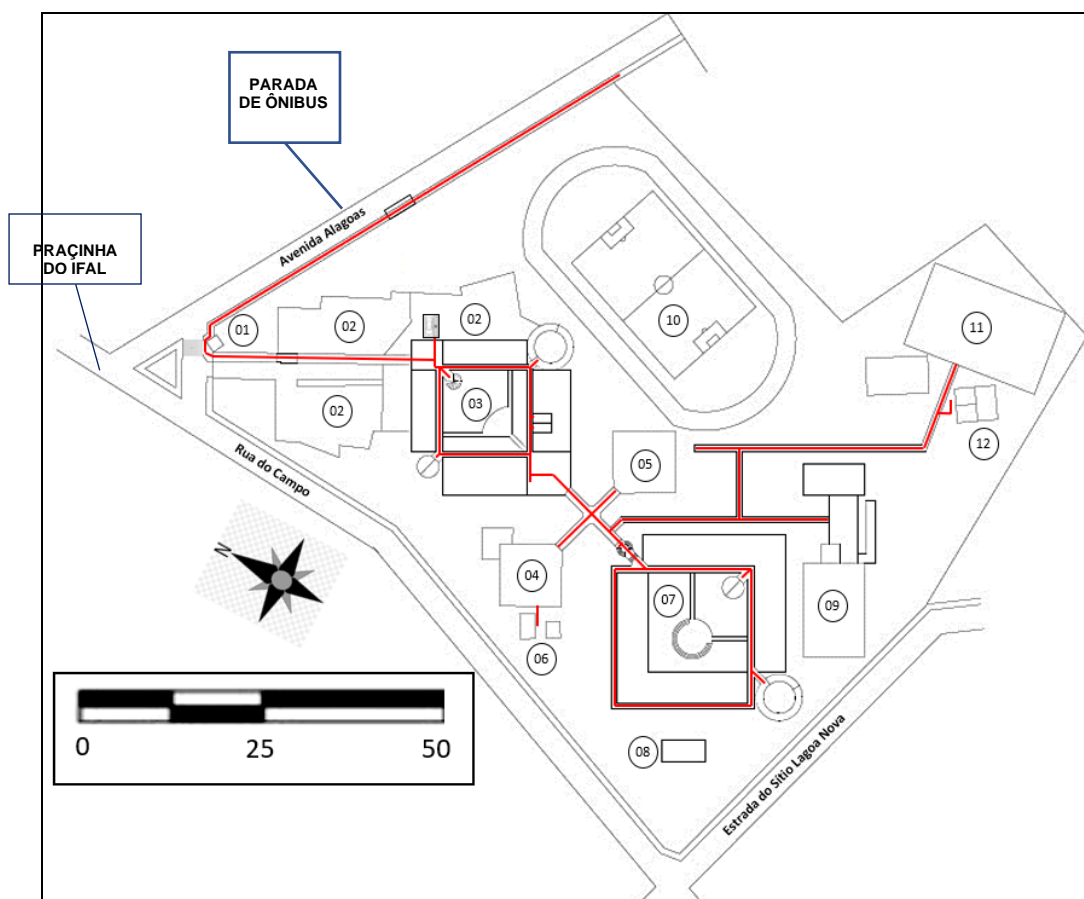 PARADA
DE ÔNIBUS
PRAÇINHA
DO IFAL
Avenida Alagoas
01
02
02
02
03
10
11
12
05
04
06
07
09
08
Rua do Campo
N
Estrada do Sítio Lagoa Nova
0
25
50